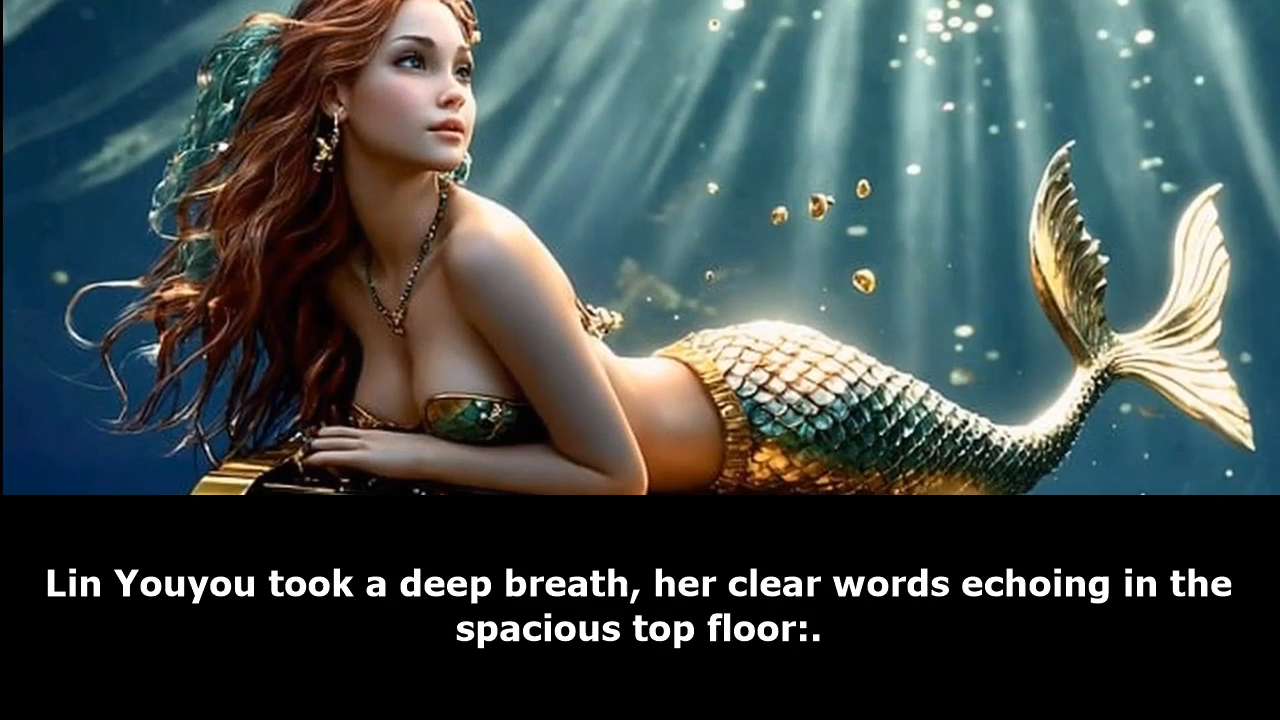 Lin Youyou took a deep breath, her clear words echoing in the
spacious top floor:.